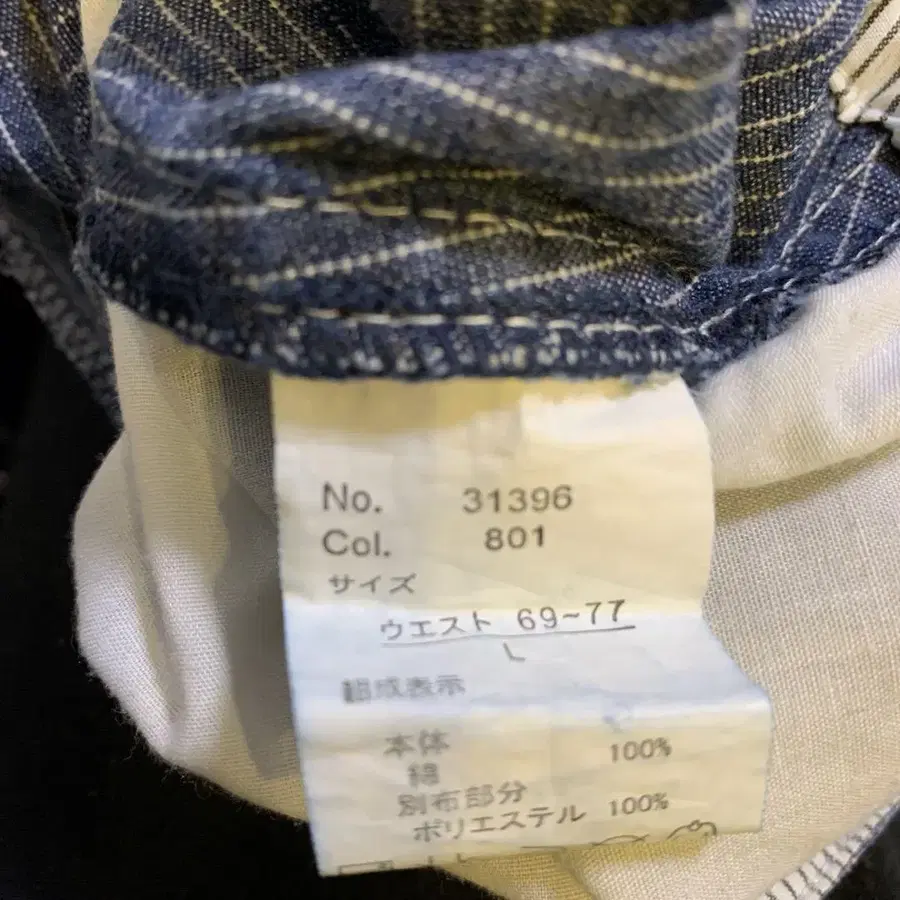 No. 31396
Col. 801
サイズ
ウエスト 69~77
L
組成表示
本体
綿 100%
別布部分
ポリエステル 100%